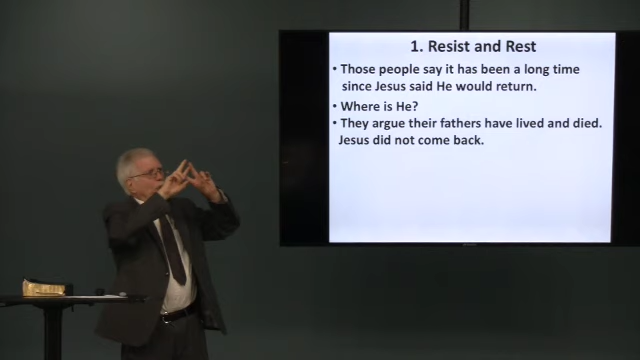 1. Resist and Rest
• Those people say it has been a long time
since Jesus said He would return.
• Where is He?
• They argue their fathers have lived and died.
Jesus did not come back.